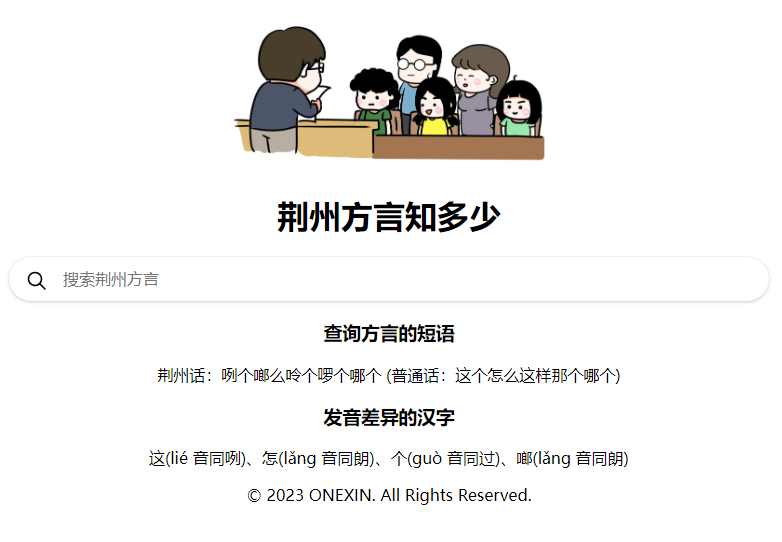 荆州方言知多少
搜索荆州方言
查询方言的短语
荆州话：咧个啷么呤个啰个哪个 (普通话：这个怎么这样那个哪个)
发音差异的汉字
这(lié 音同咧)、怎(lǎng 音同朗)、个(guò 音同过)、啷(lǎng 音同朗)
© 2023 ONEXIN. All Rights Reserved.